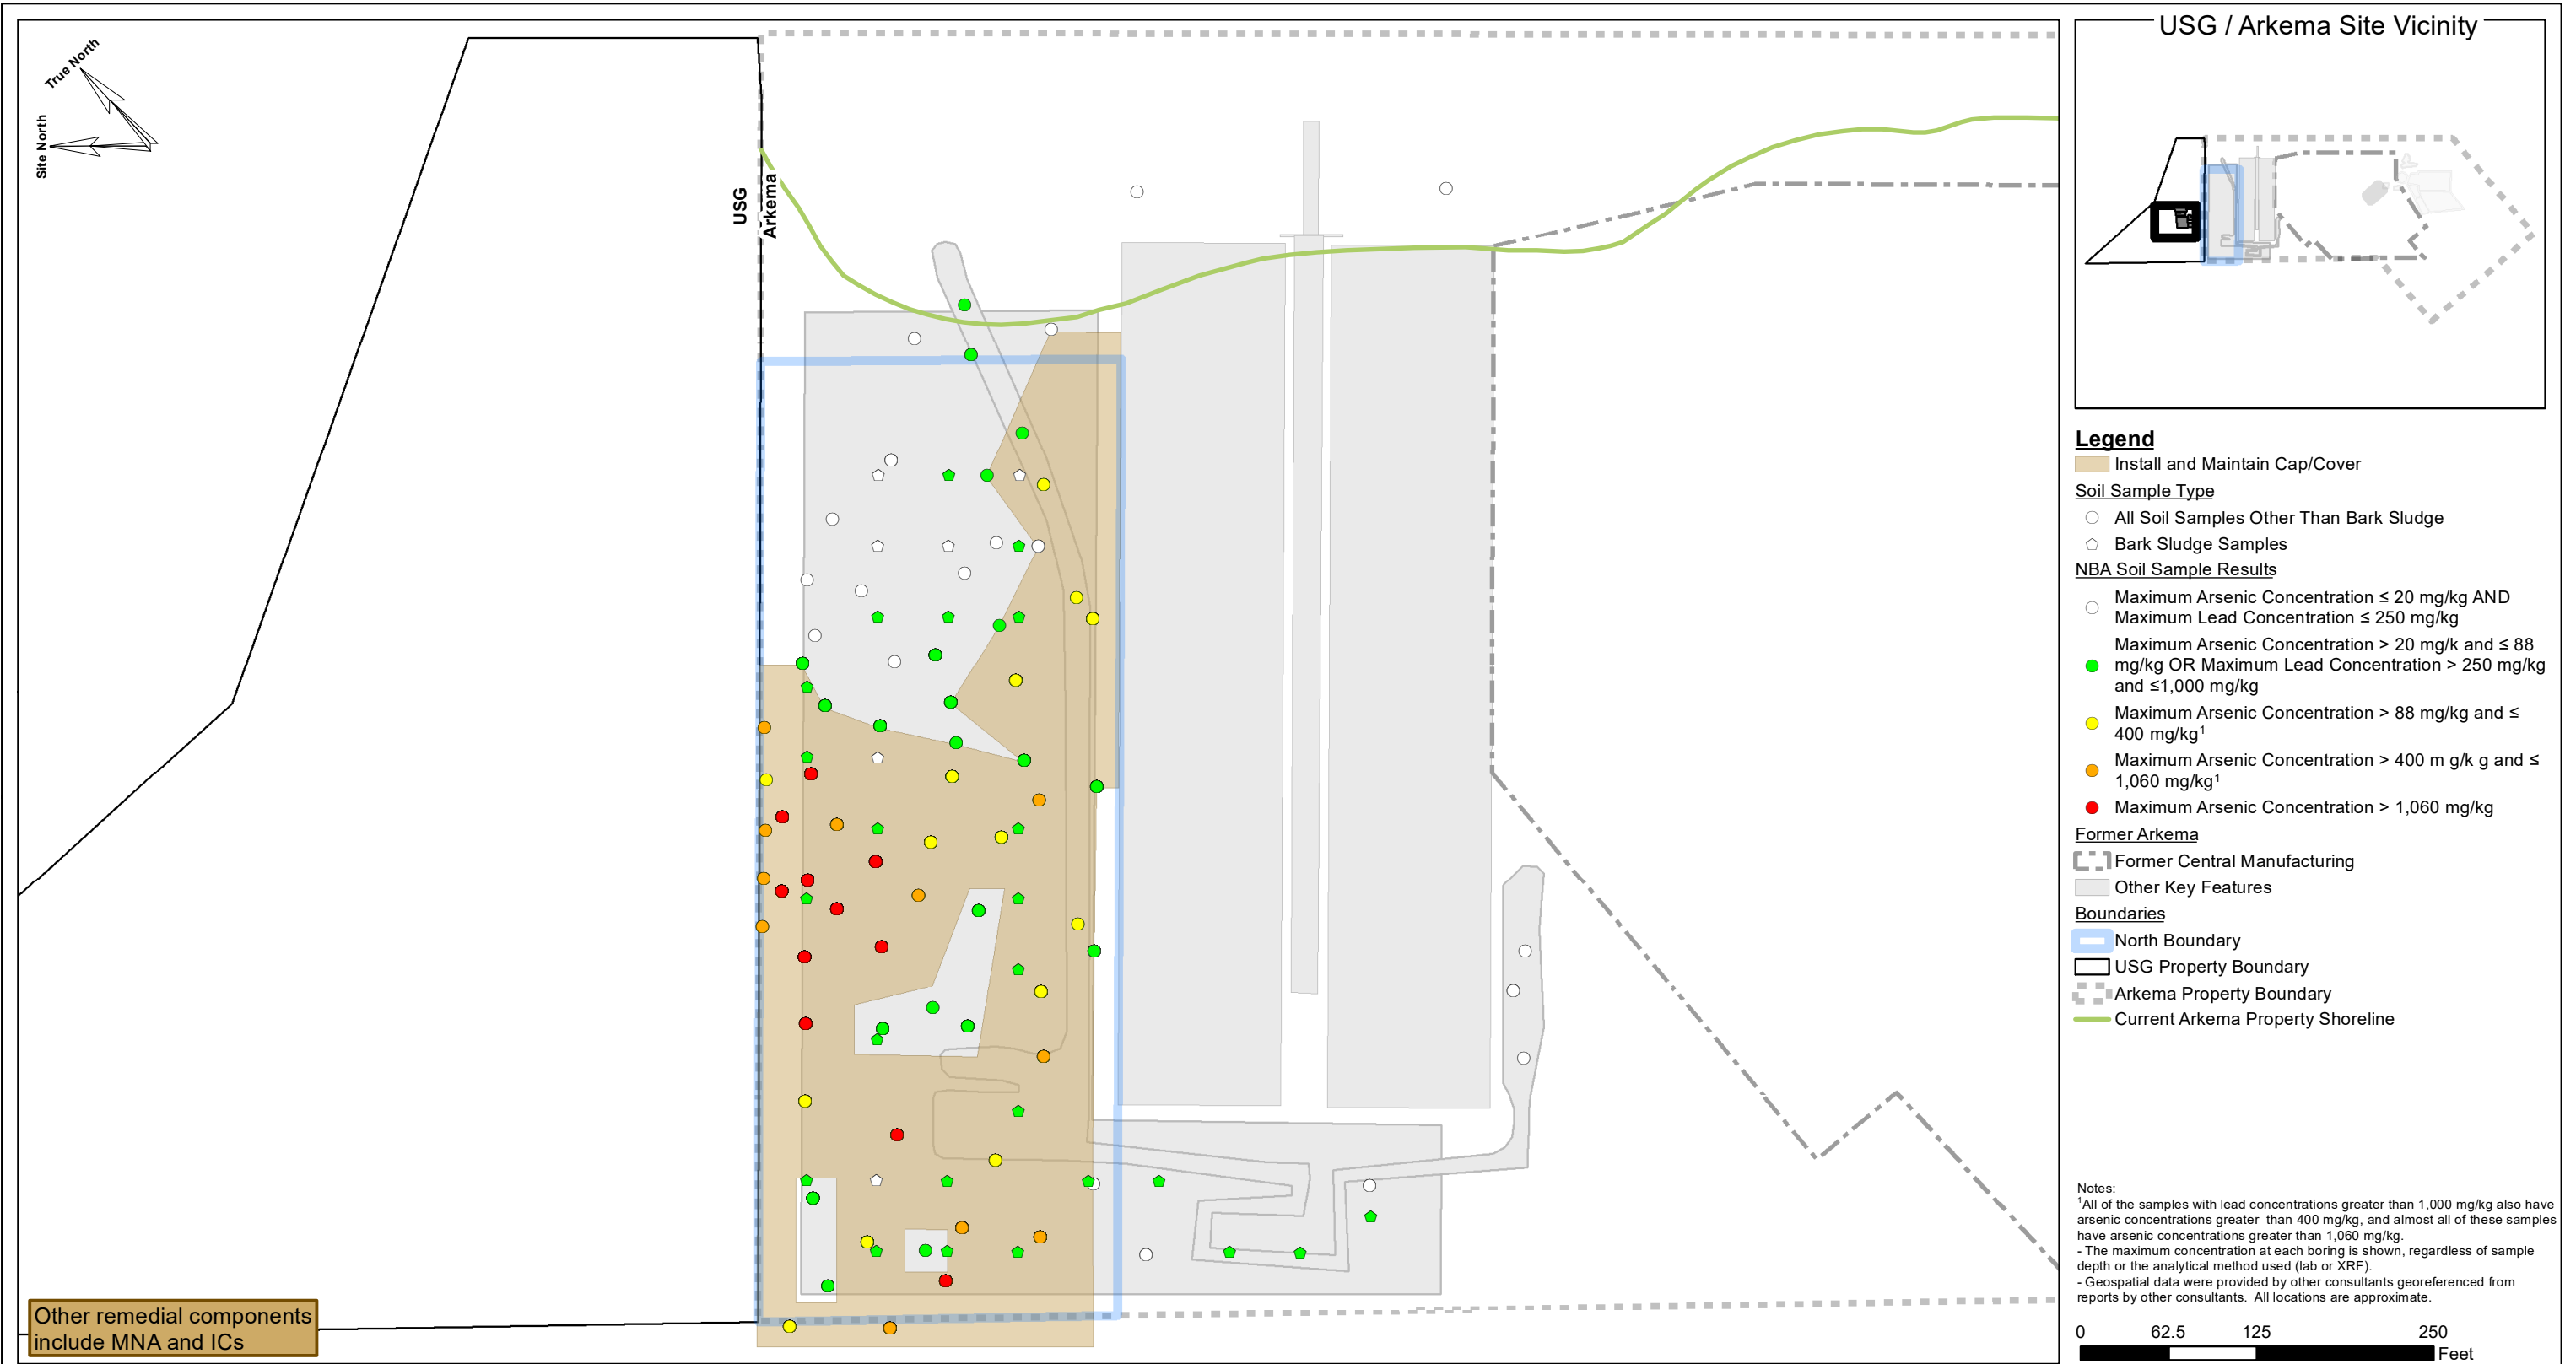 True North
Site North
USG
Arkema
Other remedial components
include MNA and ICs
USG / Arkema Site Vicinity
Legend
Install and Maintain Cap/Cover
Soil Sample Type
All Soil Samples Other Than Bark Sludge
Bark Sludge Samples
NBA Soil Sample Results
Maximum Arsenic Concentration ≤ 20 mg/kg AND
Maximum Lead Concentration ≤ 250 mg/kg
Maximum Arsenic Concentration > 20 mg/k and ≤ 88
mg/kg OR Maximum Lead Concentration > 250 mg/kg
and ≤1,000 mg/kg
Maximum Arsenic Concentration > 88 mg/kg and ≤
400 mg/kg¹
Maximum Arsenic Concentration > 400 m g/k g and ≤
1,060 mg/kg¹
Maximum Arsenic Concentration > 1,060 mg/kg
Former Arkema
Former Central Manufacturing
Other Key Features
Boundaries
North Boundary
USG Property Boundary
Arkema Property Boundary
Current Arkema Property Shoreline
Notes:
¹All of the samples with lead concentrations greater than 1,000 mg/kg also have
arsenic concentrations greater than 400 mg/kg, and almost all of these samples
have arsenic concentrations greater than 1,060 mg/kg.
- The maximum concentration at each boring is shown, regardless of sample
depth or the analytical method used (lab or XRF).
- Geospatial data were provided by other consultants georeferenced from
reports by other consultants. All locations are approximate.
0 62.5 125 250
Feet